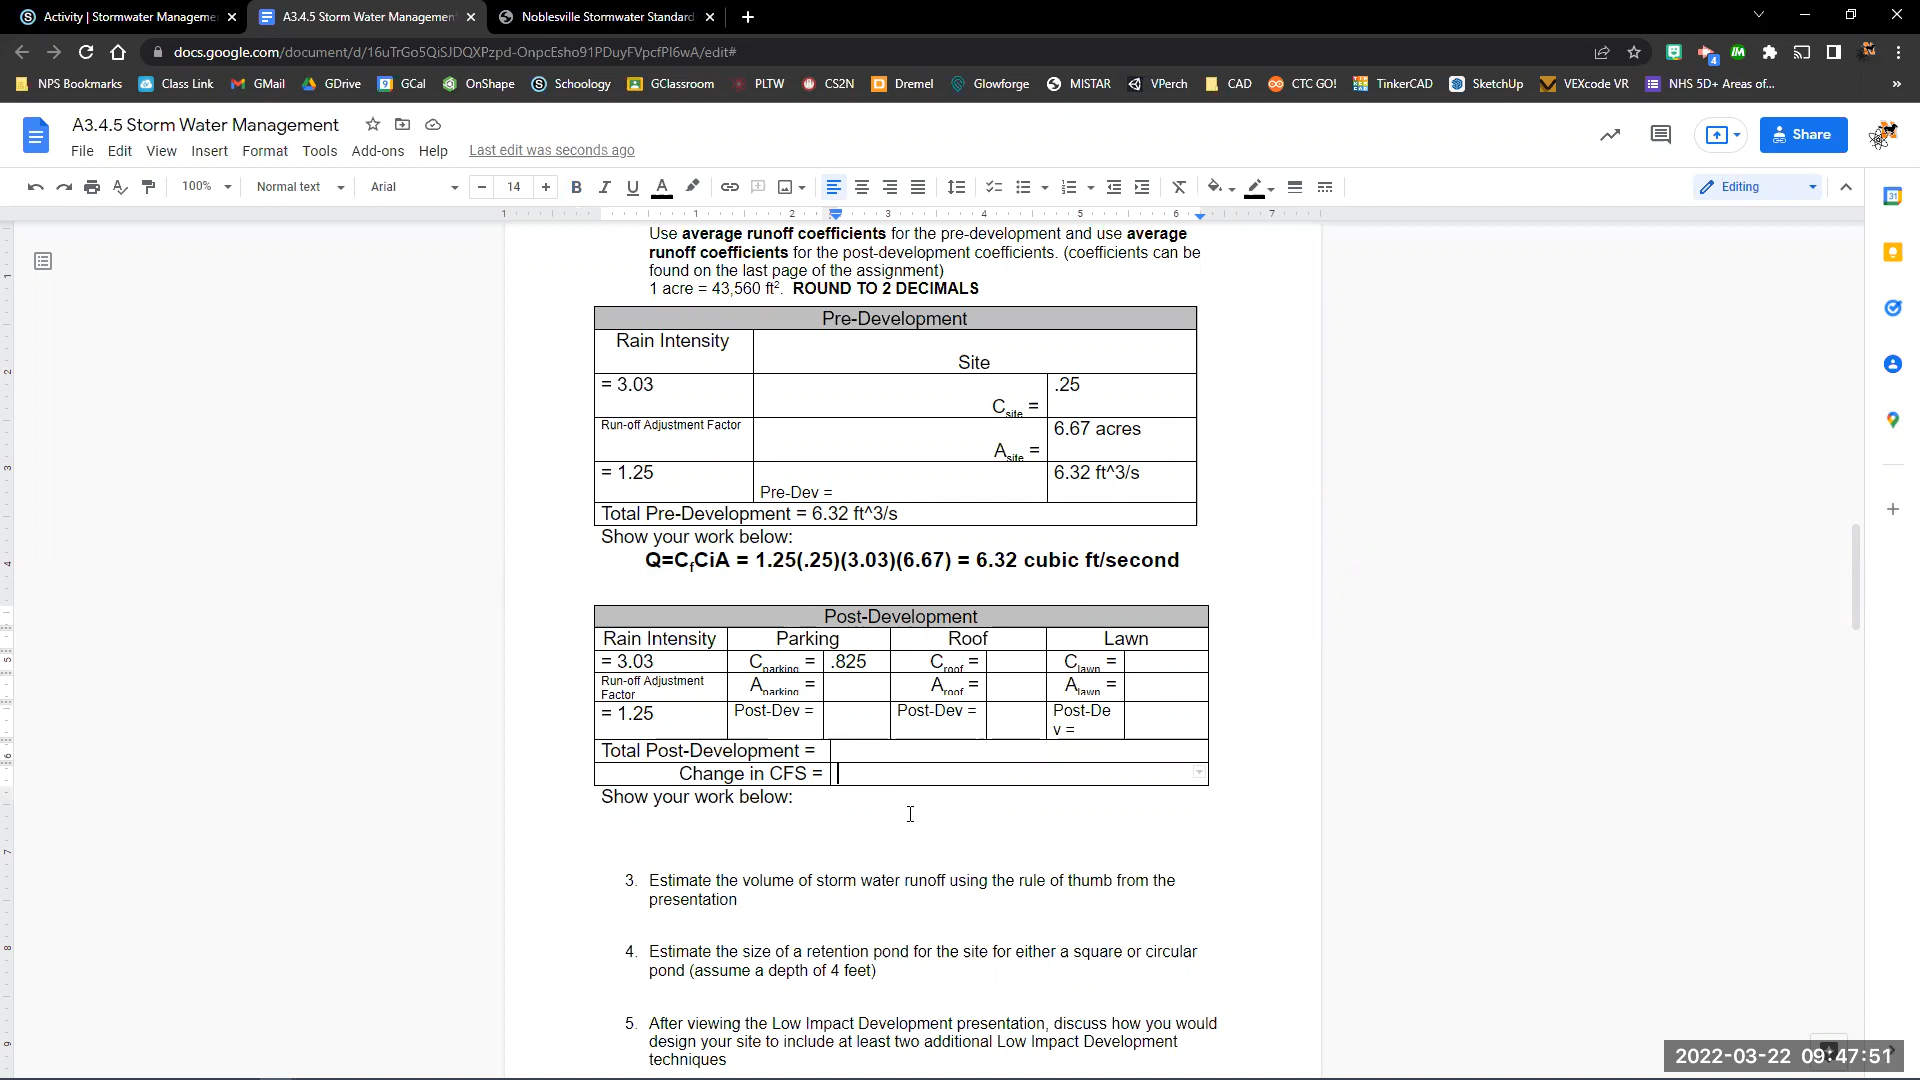 Activity | Stormwater Manageme
A3.4.5 Storm Water Management
Noblesville Stormwater Standard
docs.google.com/document/d/16uTrGo5QiSJDQXPzpd-OnpcEsho91PDuyFVpcfPl6wA/edit#
NPS Bookmarks Class Link GMail GDrive GCal OnShape Schoology GClassroom PLTW CS2N Dremel Glowforge MISTAR VPerch CAD CTC GO! TinkerCAD SketchUp VEXcode VR NHS 5D+ Areas of...
A3.4.5 Storm Water Management
Share
File Edit View Insert Format Tools Add-ons Help Last edit was seconds ago
100% Normal text Arial 14 Editing
1 1 2 3 4 5 6 7
Use average runoff coefficients for the pre-development and use average
runoff coefficients for the post-development coefficients. (coefficients can be
found on the last page of the assignment)
1 acre = 43,560 ft². ROUND TO 2 DECIMALS
Pre-Development
Rain Intensity
Site
= 3.03
.25
Csite =
Run-off Adjustment Factor
6.67 acres
Asite =
= 1.25
6.32 ft^3/s
Pre-Dev =
Total Pre-Development = 6.32 ft^3/s
Show your work below:
Q=CfCiA = 1.25(.25)(3.03)(6.67) = 6.32 cubic ft/second
Post-Development
Rain Intensity Parking Roof Lawn
= 3.03 Cparking = .825 Croof = Clawn =
Run-off Adjustment
Factor
Aparking = Aroof = Alawn =
= 1.25 Post-Dev = Post-Dev = Post-De
v =
Total Post-Development =
Change in CFS =
Show your work below:
3. Estimate the volume of storm water runoff using the rule of thumb from the
presentation
4. Estimate the size of a retention pond for the site for either a square or circular
pond (assume a depth of 4 feet)
5. After viewing the Low Impact Development presentation, discuss how you would
design your site to include at least two additional Low Impact Development
techniques
2022-03-22 09:47:51